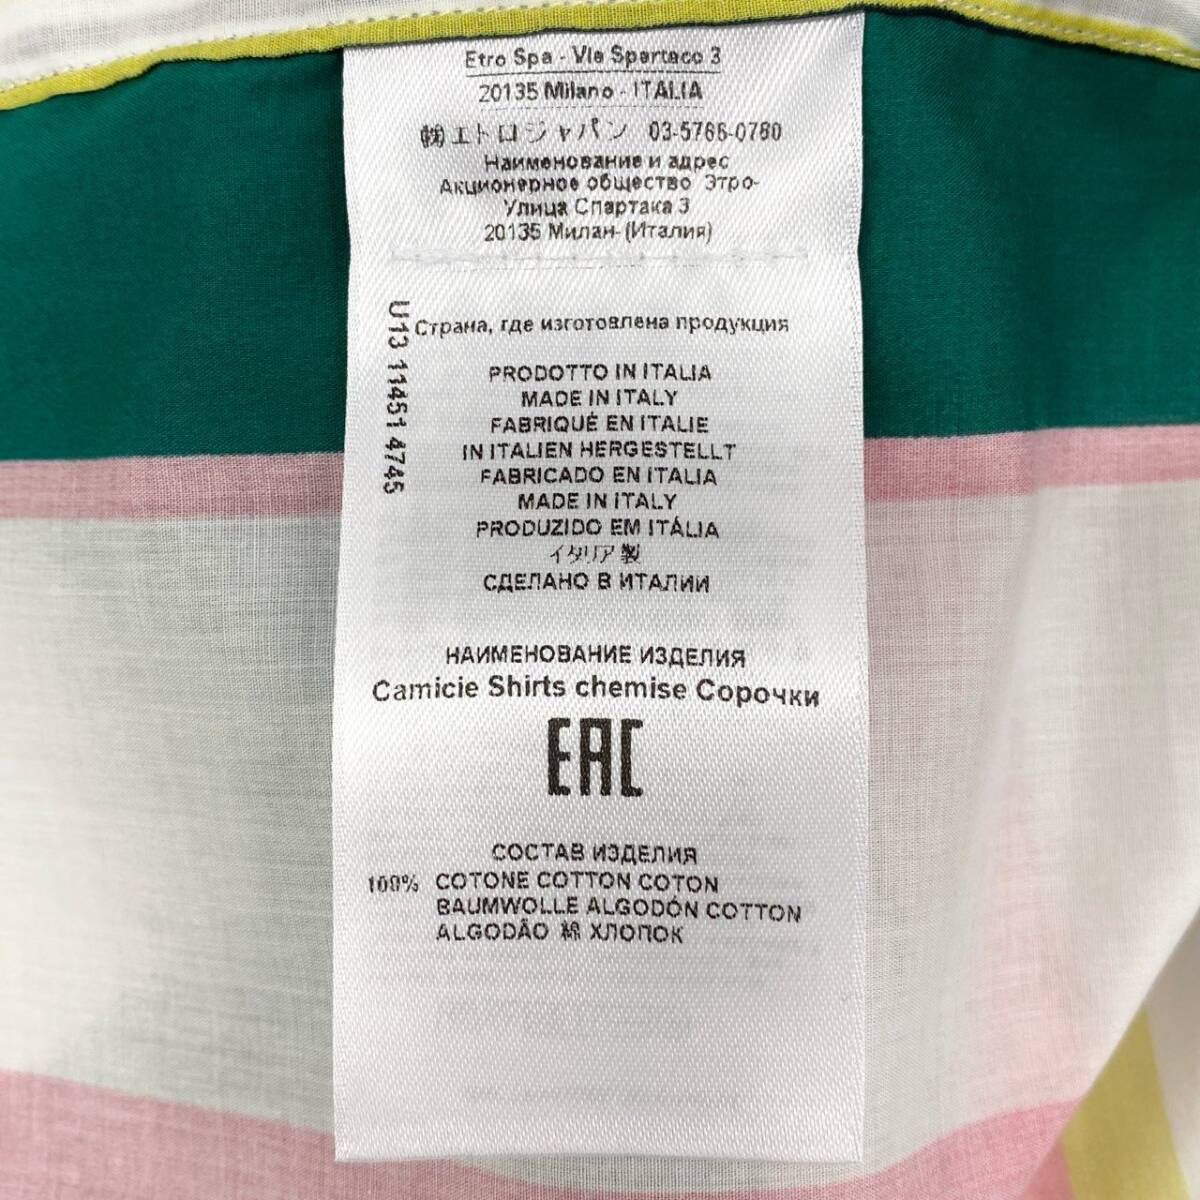 Etro Spa - Via Spartaco 3
20135 Milano - ITALIA
㈱エトロジャパン 03-5766-0780
Наименование и адрес
Акционерное общество Этро-
Улица Спартака 3
20135 Милан- (Италия)
U13 11451 4745
Страна, где изготовлена продукция
PRODOTTO IN ITALIA
MADE IN ITALY
FABRIQUÉ EN ITALIE
IN ITALIEN HERGESTELLT
FABRICADO EN ITALIA
MADE IN ITALY
PRODUZIDO EM ITÁLIA
イタリア製
СДЕЛАНО В ИТАЛИИ
НАИМЕНОВАНИЕ ИЗДЕЛИЯ
Camicie Shirts chemise Сорочки
EAC
СОСТАВ ИЗДЕЛИЯ
100% COTONE COTTON COTON
BAUMWOLLE ALGODÓN COTTON
ALGODÃO 綿 ХЛОПОК